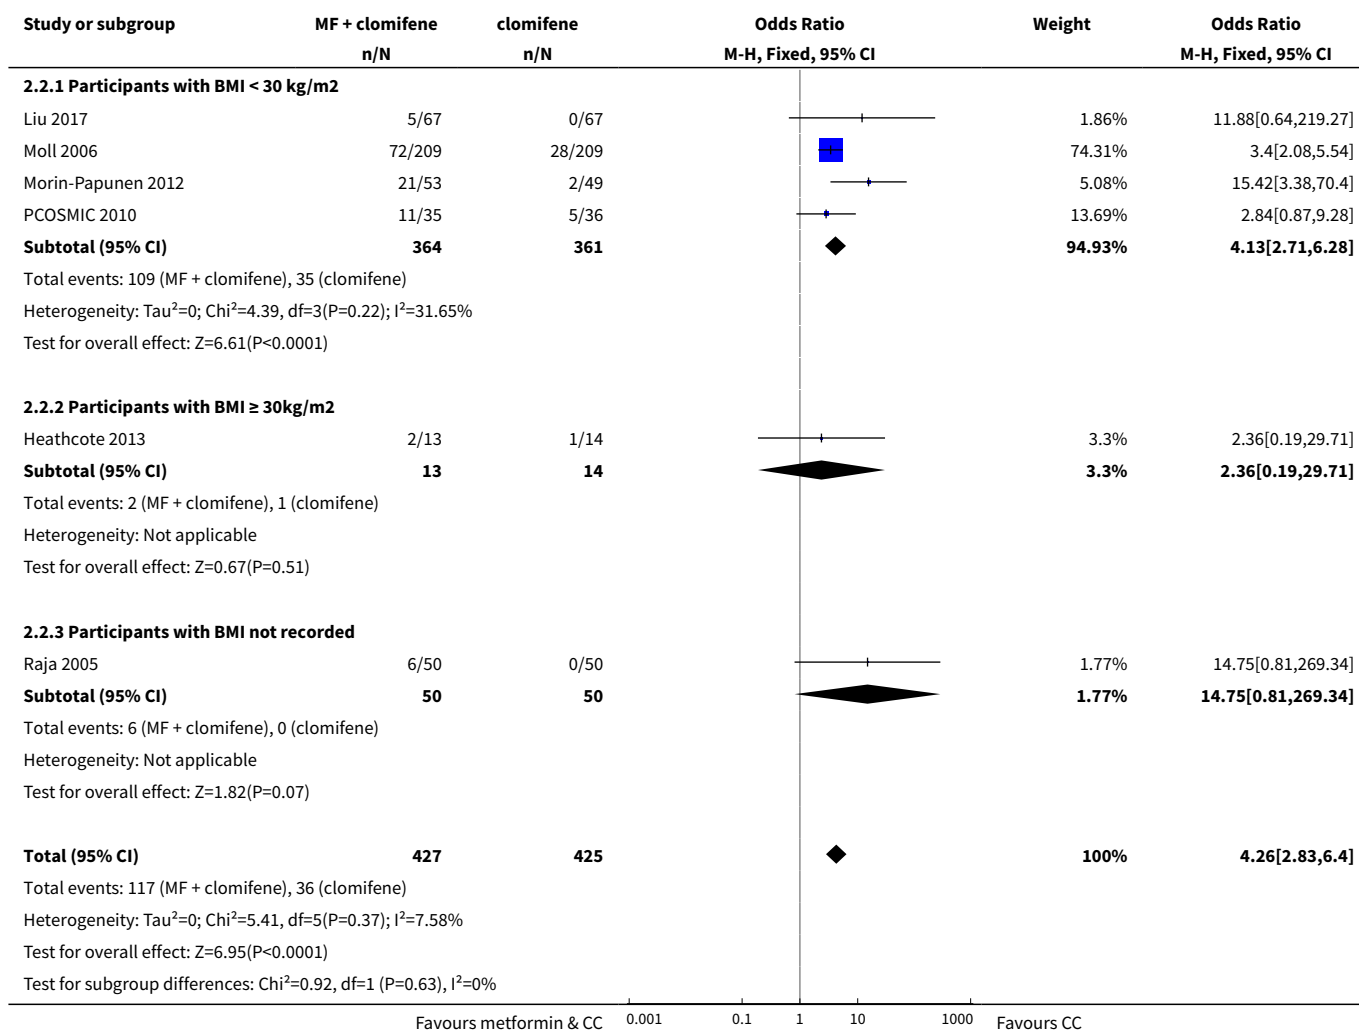 Study or subgroup MF + clomifene clomifene Odds Ratio Weight Odds Ratio
n/N n/N M-H, Fixed, 95% CI M-H, Fixed, 95% CI
2.2.1 Participants with BMI < 30 kg/m2
Liu 2017 5/67 0/67 1.86% 11.88[0.64,219.27]
Moll 2006 72/209 28/209 74.31% 3.4[2.08,5.54]
Morin-Papunen 2012 21/53 2/49 5.08% 15.42[3.38,70.4]
PCOSMIC 2010 11/35 5/36 13.69% 2.84[0.87,9.28]
Subtotal (95% CI) 364 361 94.93% 4.13[2.71,6.28]
Total events: 109 (MF + clomifene), 35 (clomifene)
Heterogeneity: Tau²=0; Chi²=4.39, df=3(P=0.22); I²=31.65%
Test for overall effect: Z=6.61(P<0.0001)
2.2.2 Participants with BMI ≥ 30kg/m2
Heathcote 2013 2/13 1/14 3.3% 2.36[0.19,29.71]
Subtotal (95% CI) 13 14 3.3% 2.36[0.19,29.71]
Total events: 2 (MF + clomifene), 1 (clomifene)
Heterogeneity: Not applicable
Test for overall effect: Z=0.67(P=0.51)
2.2.3 Participants with BMI not recorded
Raja 2005 6/50 0/50 1.77% 14.75[0.81,269.34]
Subtotal (95% CI) 50 50 1.77% 14.75[0.81,269.34]
Total events: 6 (MF + clomifene), 0 (clomifene)
Heterogeneity: Not applicable
Test for overall effect: Z=1.82(P=0.07)
Total (95% CI) 427 425 100% 4.26[2.83,6.4]
Total events: 117 (MF + clomifene), 36 (clomifene)
Heterogeneity: Tau²=0; Chi²=5.41, df=5(P=0.37); I²=7.58%
Test for overall effect: Z=6.95(P<0.0001)
Test for subgroup differences: Chi²=0.92, df=1 (P=0.63), I²=0%
Favours metformin & CC 0.001 0.1 1 10 1000 Favours CC